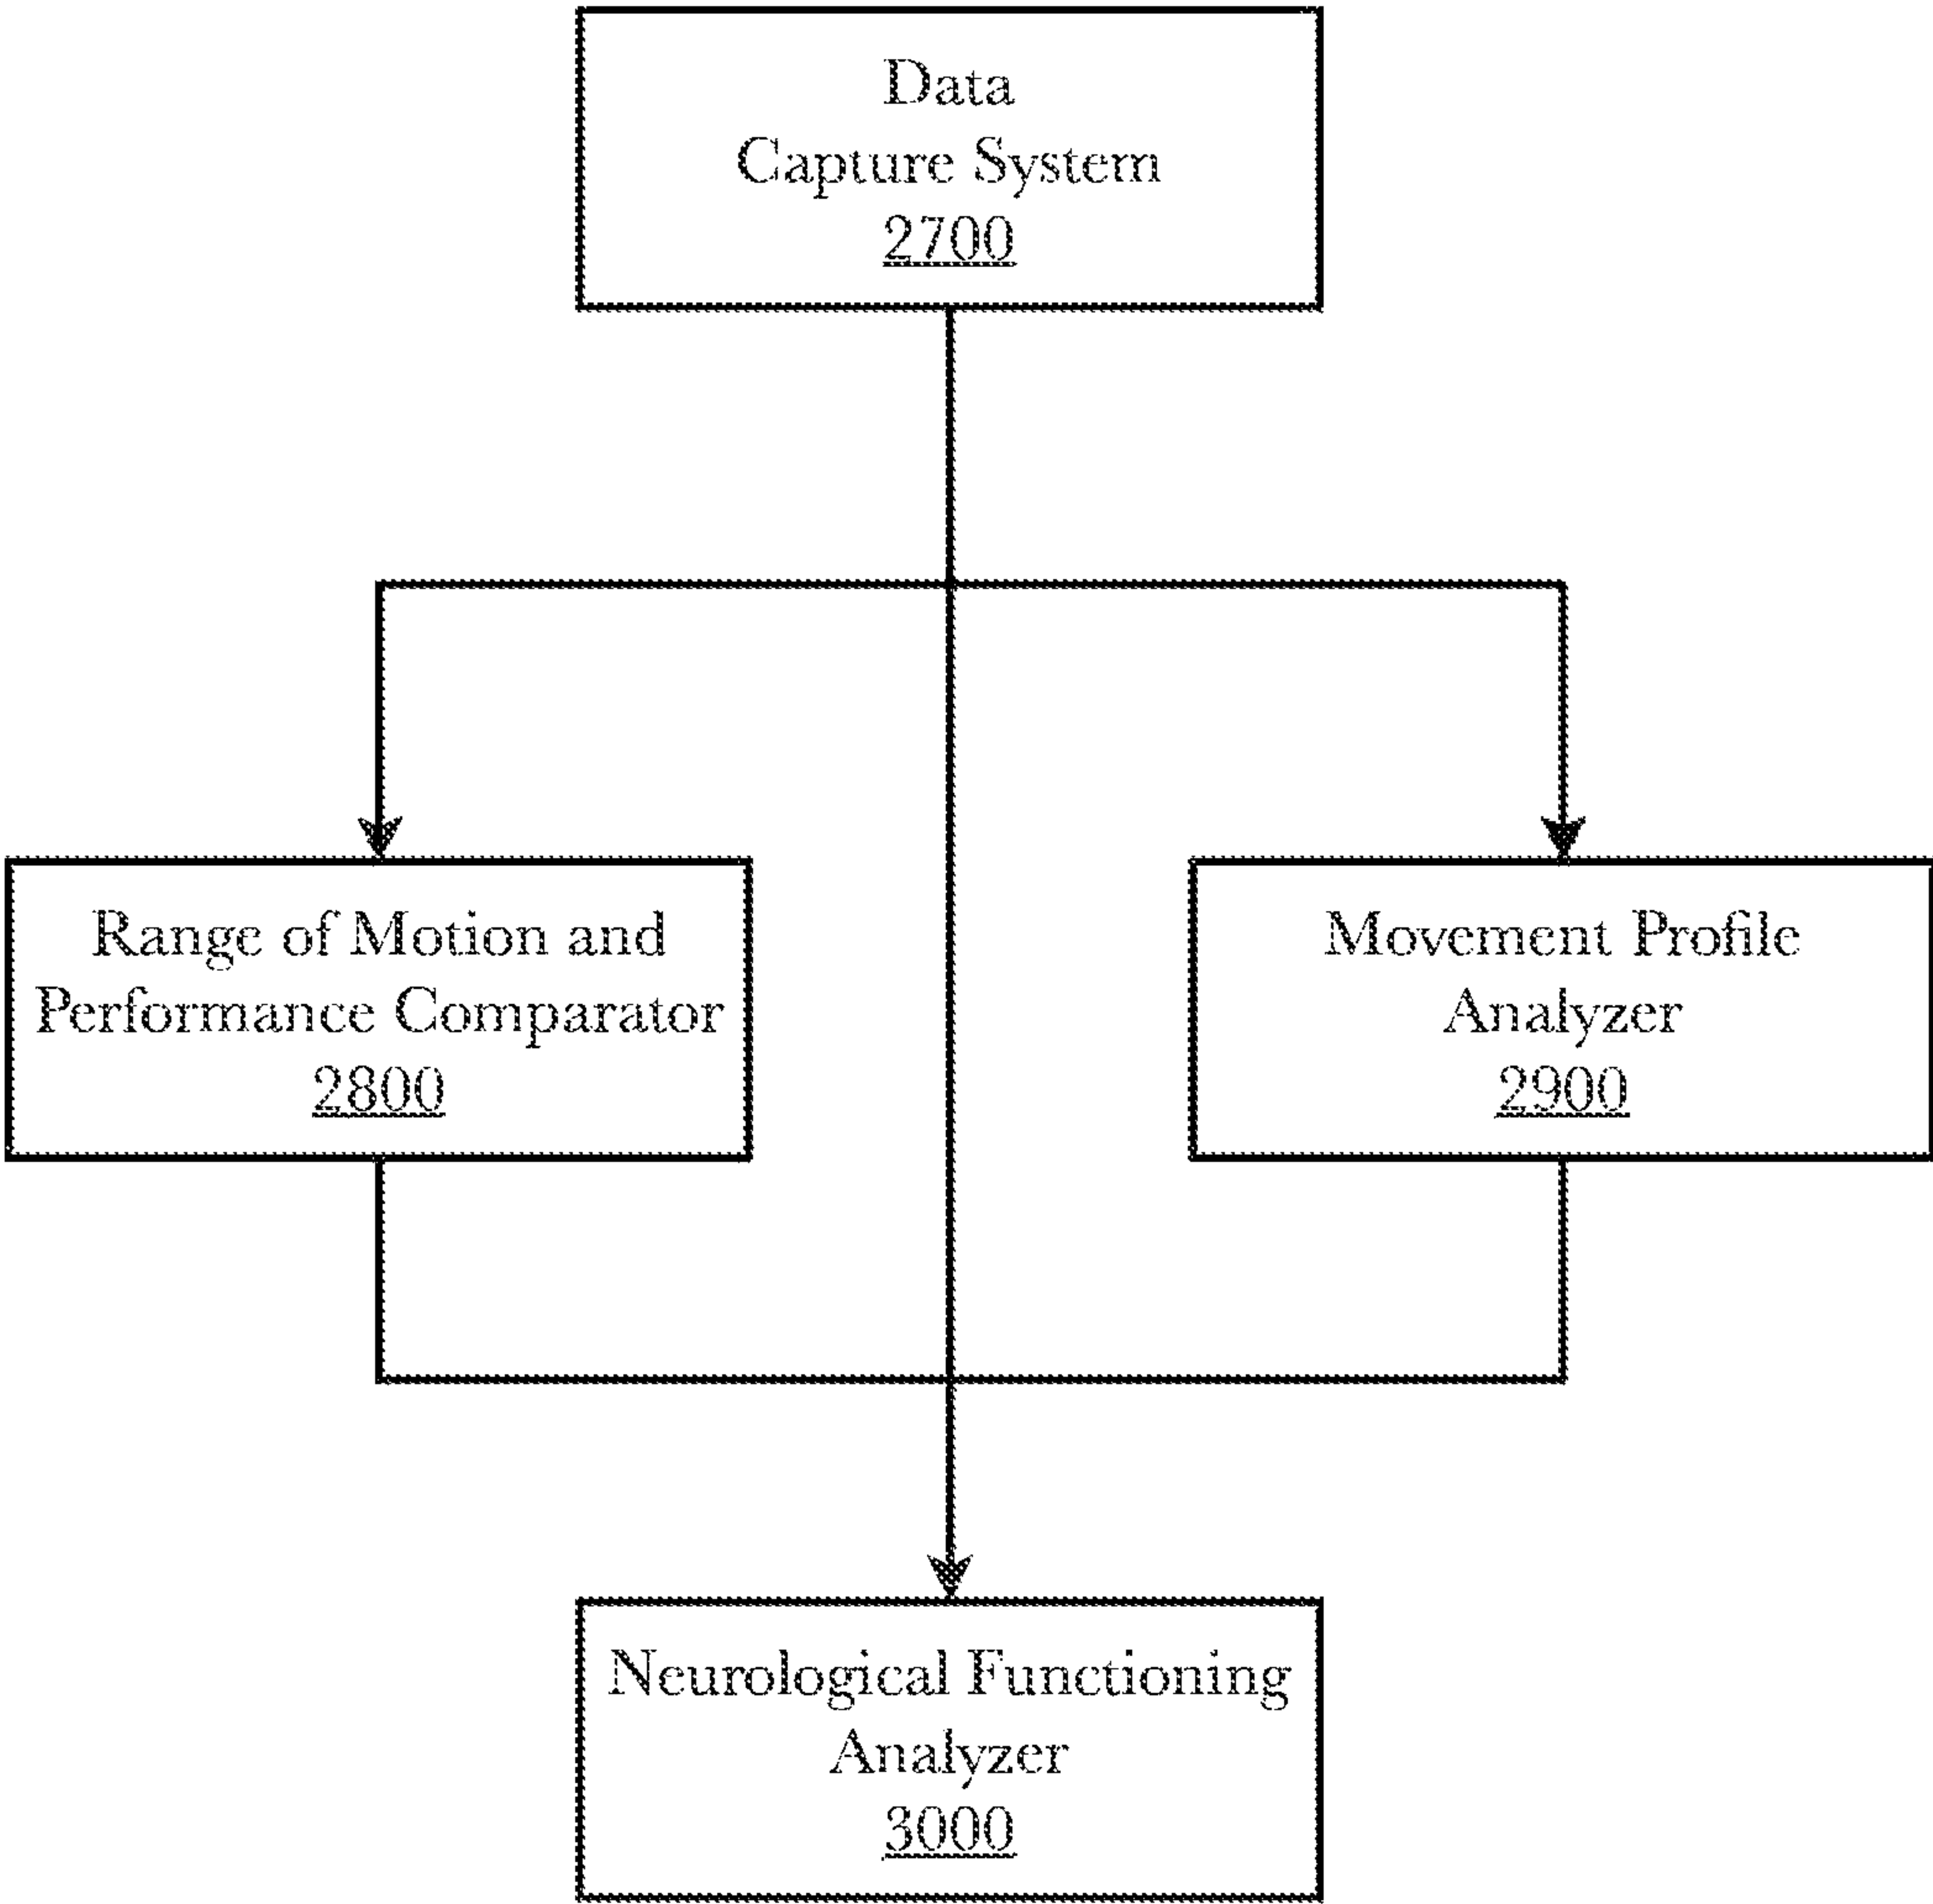 Data
Capture System
2700
Range of Motion and
Performance Comparator
2800
Movement Profile
Analyzer
2900
Neurological Functioning
Analyzer
3000